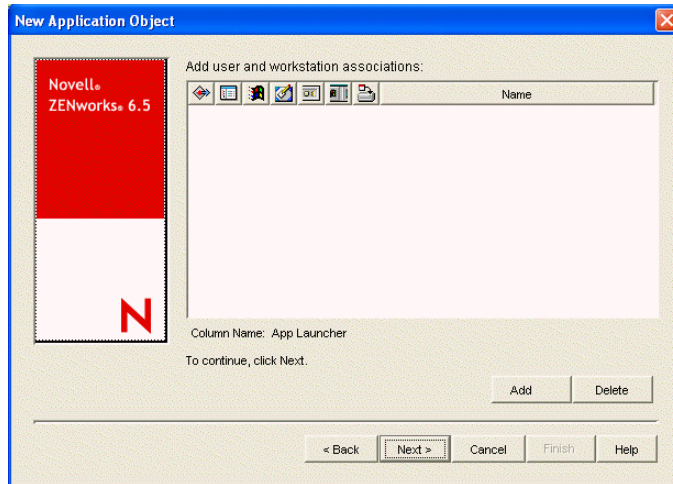 New Application Object
Novell®
ZENworks® 6.5
Add user and workstation associations:
Name
N
Column Name: App Launcher
To continue, click Next.
Add Delete
< Back Next > Cancel Finish Help